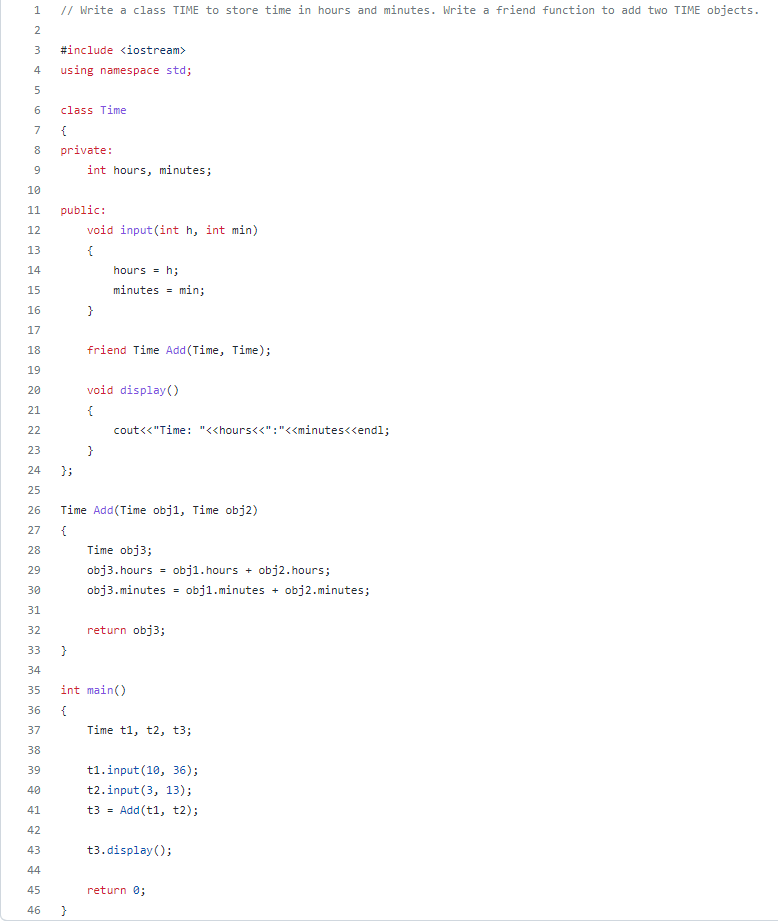 1 // Write a class TIME to store time in hours and minutes. Write a friend function to add two TIME objects.
2
3 #include <iostream>
4 using namespace std;
5
6 class Time
7 {
8 private:
9     int hours, minutes;
10
11 public:
12     void input(int h, int min)
13     {
14         hours = h;
15         minutes = min;
16     }
17
18     friend Time Add(Time, Time);
19
20     void display()
21     {
22         cout<<"Time: "<<hours<<":"<<minutes<<endl;
23     }
24 };
25
26 Time Add(Time obj1, Time obj2)
27 {
28     Time obj3;
29     obj3.hours = obj1.hours + obj2.hours;
30     obj3.minutes = obj1.minutes + obj2.minutes;
31
32     return obj3;
33 }
34
35 int main()
36 {
37     Time t1, t2, t3;
38
39     t1.input(10, 36);
40     t2.input(3, 13);
41     t3 = Add(t1, t2);
42
43     t3.display();
44
45     return 0;
46 }